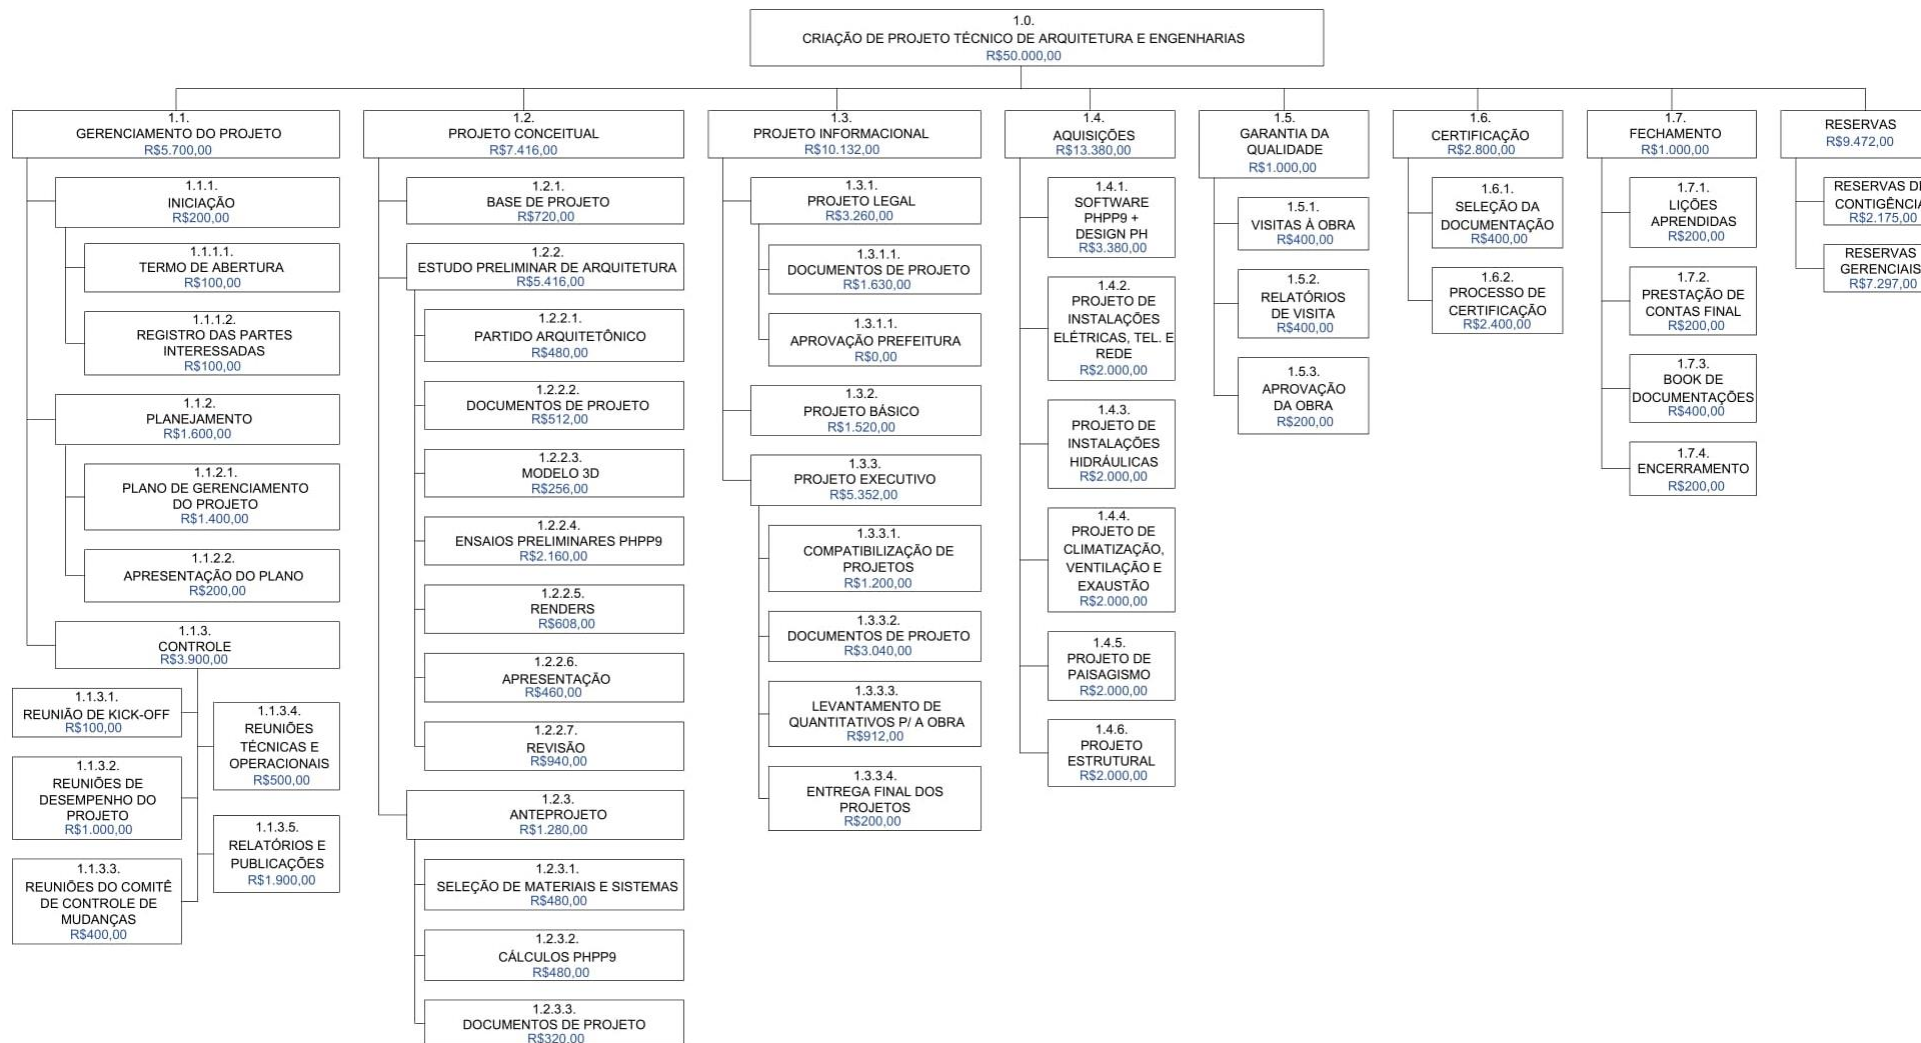 1.0.
CRIAÇÃO DE PROJETO TÉCNICO DE ARQUITETURA E ENGENHARIAS
R$50.000,00
1.1.
GERENCIAMENTO DO PROJETO
R$5.700,00
1.1.1.
INICIAÇÃO
R$200,00
1.1.1.1.
TERMO DE ABERTURA
R$100,00
1.1.1.2.
REGISTRO DAS PARTES
INTERESSADAS
R$100,00
1.1.2.
PLANEJAMENTO
R$1.600,00
1.1.2.1.
PLANO DE GERENCIAMENTO
DO PROJETO
R$1.400,00
1.1.2.2.
APRESENTAÇÃO DO PLANO
R$200,00
1.1.3.
CONTROLE
R$3.900,00
1.1.3.1.
REUNIÃO DE KICK-OFF
R$100,00
1.1.3.2.
REUNIÕES DE
DESEMPENHO DO
PROJETO
R$1.000,00
1.1.3.3.
REUNIÕES DO COMITÊ
DE CONTROLE DE
MUDANÇAS
R$400,00
1.1.3.4.
REUNIÕES
TÉCNICAS E
OPERACIONAIS
R$500,00
1.1.3.5.
RELATÓRIOS E
PUBLICAÇÕES
R$1.900,00
1.2.
PROJETO CONCEITUAL
R$7.416,00
1.2.1.
BASE DE PROJETO
R$720,00
1.2.2.
ESTUDO PRELIMINAR DE ARQUITETURA
R$5.416,00
1.2.2.1.
PARTIDO ARQUITETÔNICO
R$480,00
1.2.2.2.
DOCUMENTOS DE PROJETO
R$512,00
1.2.2.3.
MODELO 3D
R$256,00
1.2.2.4.
ENSAIOS PRELIMINARES PHPP9
R$2.160,00
1.2.2.5.
RENDERS
R$608,00
1.2.2.6.
APRESENTAÇÃO
R$460,00
1.2.2.7.
REVISÃO
R$940,00
1.2.3.
ANTEPROJETO
R$1.280,00
1.2.3.1.
SELEÇÃO DE MATERIAIS E SISTEMAS
R$480,00
1.2.3.2.
CÁLCULOS PHPP9
R$480,00
1.2.3.3.
DOCUMENTOS DE PROJETO
R$320,00
1.3.
PROJETO INFORMACIONAL
R$10.132,00
1.3.1.
PROJETO LEGAL
R$3.260,00
1.3.1.1.
DOCUMENTOS DE PROJETO
R$1.630,00
1.3.1.1.
APROVAÇÃO PREFEITURA
R$0,00
1.3.2.
PROJETO BÁSICO
R$1.520,00
1.3.3.
PROJETO EXECUTIVO
R$5.352,00
1.3.3.1.
COMPATIBILIZAÇÃO DE
PROJETOS
R$1.200,00
1.3.3.2.
DOCUMENTOS DE PROJETO
R$3.040,00
1.3.3.3.
LEVANTAMENTO DE
QUANTITATIVOS P/ A OBRA
R$912,00
1.3.3.4.
ENTREGA FINAL DOS
PROJETOS
R$200,00
1.4.
AQUISIÇÕES
R$13.380,00
1.4.1.
SOFTWARE
PHPP9 +
DESIGN PH
R$3.380,00
1.4.2.
PROJETO DE
INSTALAÇÕES
ELÉTRICAS, TEL. E
REDE
R$2.000,00
1.4.3.
PROJETO DE
INSTALAÇÕES
HIDRÁULICAS
R$2.000,00
1.4.4.
PROJETO DE
CLIMATIZAÇÃO,
VENTILAÇÃO E
EXAUSTÃO
R$2.000,00
1.4.5.
PROJETO DE
PAISAGISMO
R$2.000,00
1.4.6.
PROJETO
ESTRUTURAL
R$2.000,00
1.5.
GARANTIA DA
QUALIDADE
R$1.000,00
1.5.1.
VISITAS À OBRA
R$400,00
1.5.2.
RELATÓRIOS
DE VISITA
R$400,00
1.5.3.
APROVAÇÃO
DA OBRA
R$200,00
1.6.
CERTIFICAÇÃO
R$2.800,00
1.6.1.
SELEÇÃO DA
DOCUMENTAÇÃO
R$400,00
1.6.2.
PROCESSO DE
CERTIFICAÇÃO
R$2.400,00
1.7.
FECHAMENTO
R$1.000,00
1.7.1.
LIÇÕES
APRENDIDAS
R$200,00
1.7.2.
PRESTAÇÃO DE
CONTAS FINAL
R$200,00
1.7.3.
BOOK DE
DOCUMENTAÇÕES
R$400,00
1.7.4.
ENCERRAMENTO
R$200,00
RESERVAS
R$9.472,00
RESERVAS DE
CONTIGÊNCIA
R$2.175,00
RESERVAS
GERENCIAIS
R$7.297,00